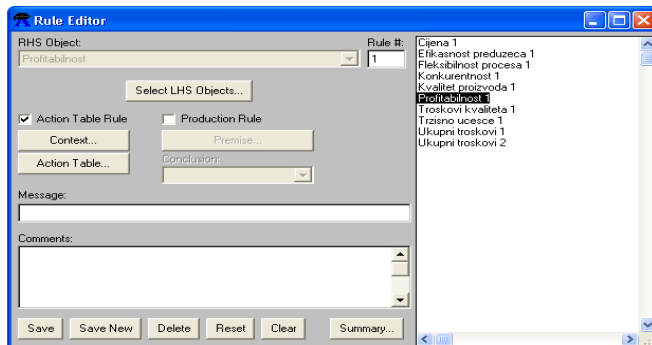 Rule Editor
RHS Object:
Rule #:
Profitabilnost
1
Select LHS Objects...
Action Table Rule
Production Rule
Context...
Premise...
Action Table...
Conclusion:
Message:
Comments:
Save
Save New
Delete
Reset
Clear
Summary...
Cijena 1
Efikasnost preduzeca 1
Fleksibilnost procesa 1
Konkurentnost 1
Kvalitet proizvoda 1
Profitabilnost 1
Troskovi kvaliteta 1
Trzisno ucesce 1
Ukupni troskovi 1
Ukupni troskovi 2